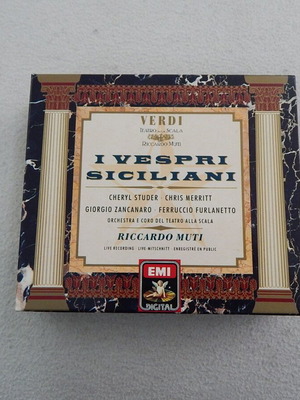 VERDI
TEATRO ALLA SCALA
RICCARDO MUTI
I VESPRI
SICILIANI
CHERYL STUDER · CHRIS MERRITT
GIORGIO ZANCANARO · FERRUCCIO FURLANETTO
ORCHESTRA E CORO DEL TEATRO ALLA SCALA
RICCARDO MUTI
LIVE RECORDING · LIVE-MITSCHNITT · ENREGISTRÉ EN PUBLIC
EMI
DIGITAL